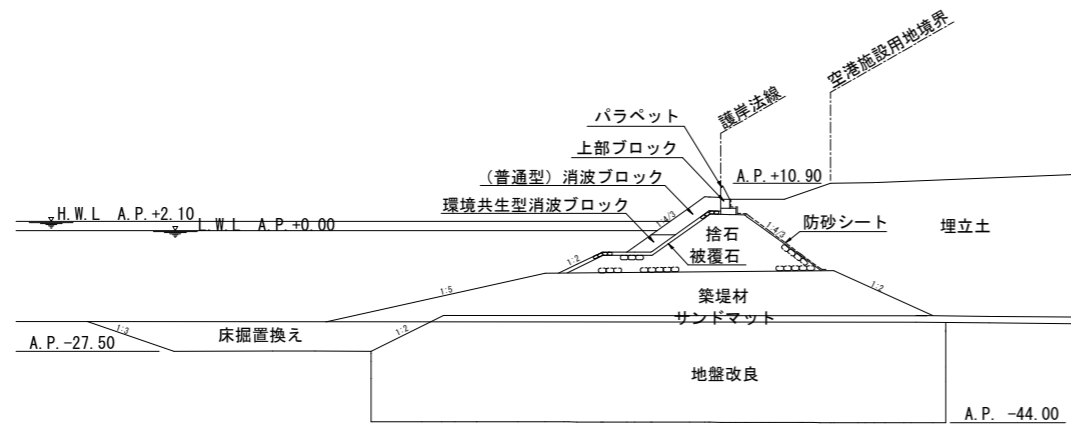 空港施設用地境界
護岸法線
パラペット
上部ブロック
A.P.+10.90
(普通型) 消波ブロック
環境共生型消波ブロック
1:4/3
H.W.L A.P.+2.10
L.W.L A.P.+0.00
防砂シート
1:4/3
埋立土
捨石
被覆石
1:2
1:5
築堤材
1:2
サンドマット
1:3
床掘置換え
1:2
A.P.-27.50
地盤改良
A.P. -44.00